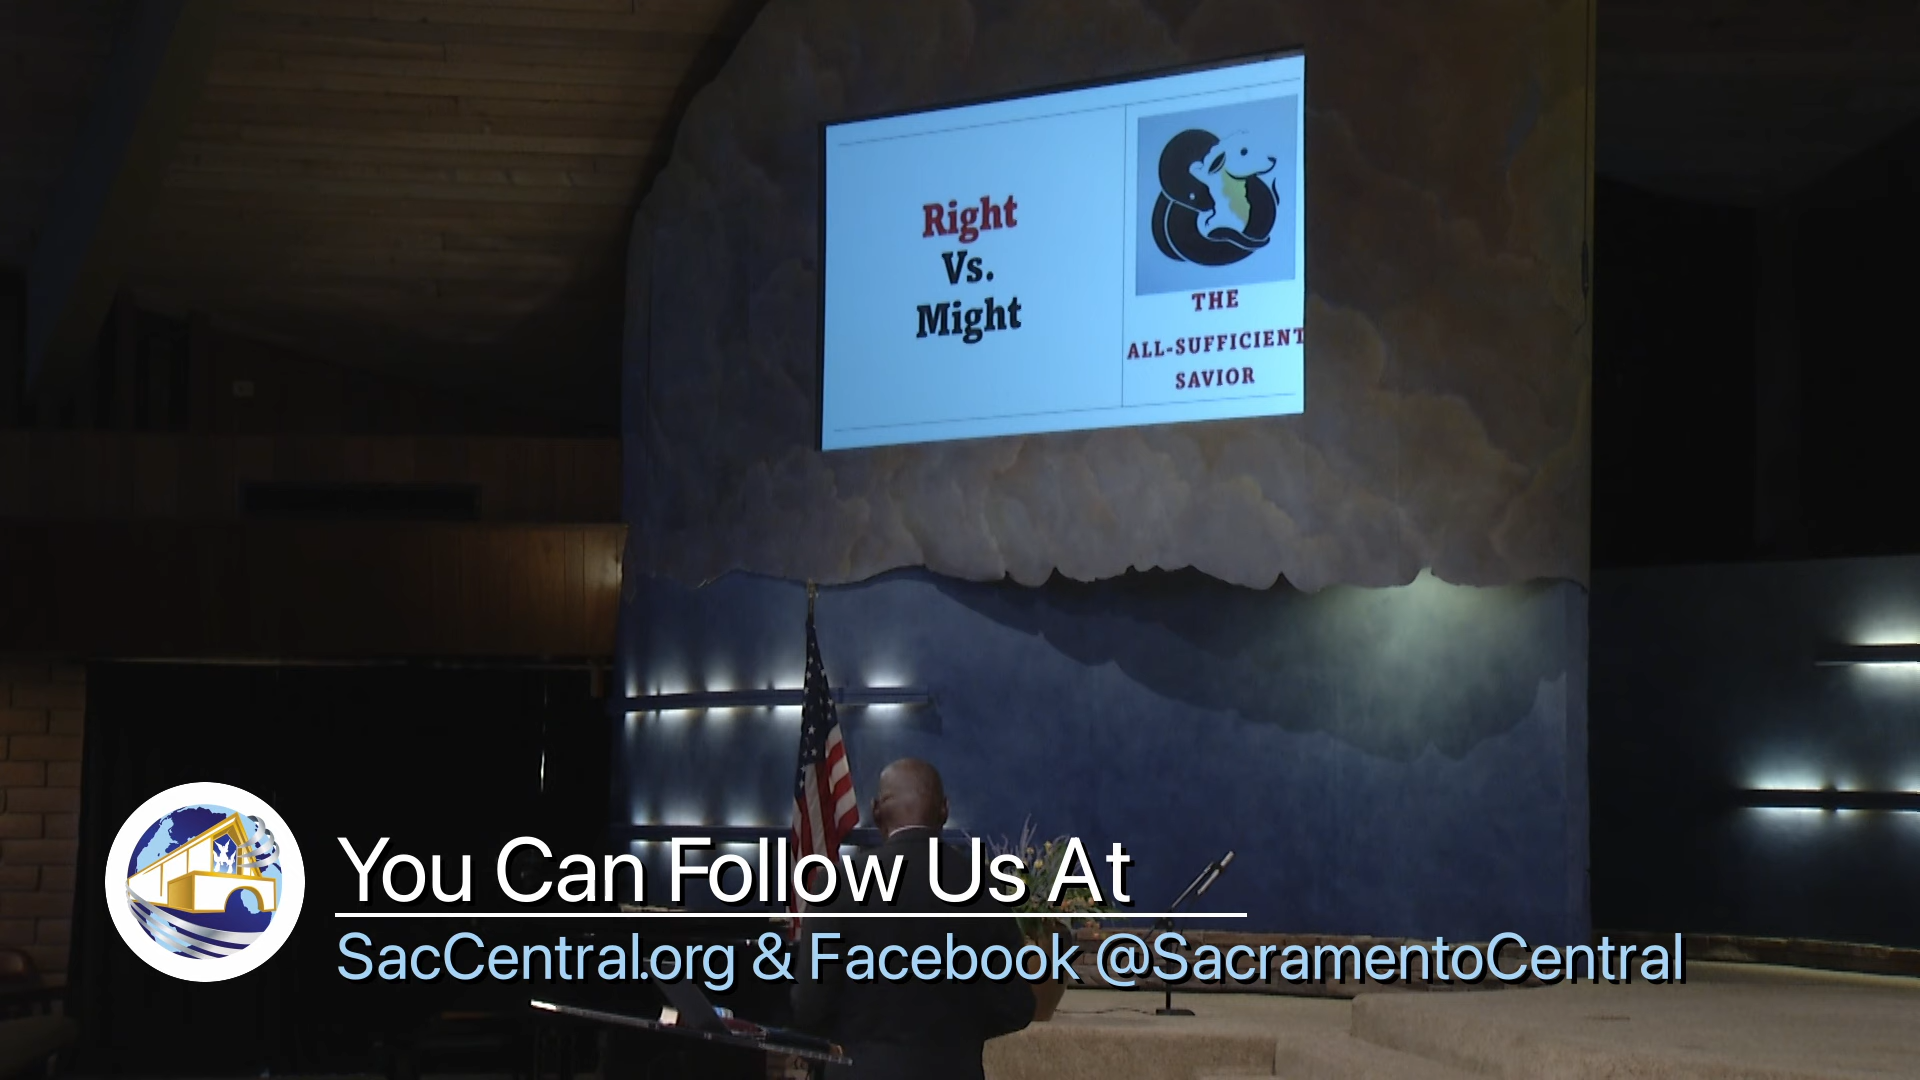 Right
Vs.
Might
THE
ALL-SUFFICIENT
SAVIOR
You Can Follow Us At
SacCentral.org & Facebook @SacramentoCentral